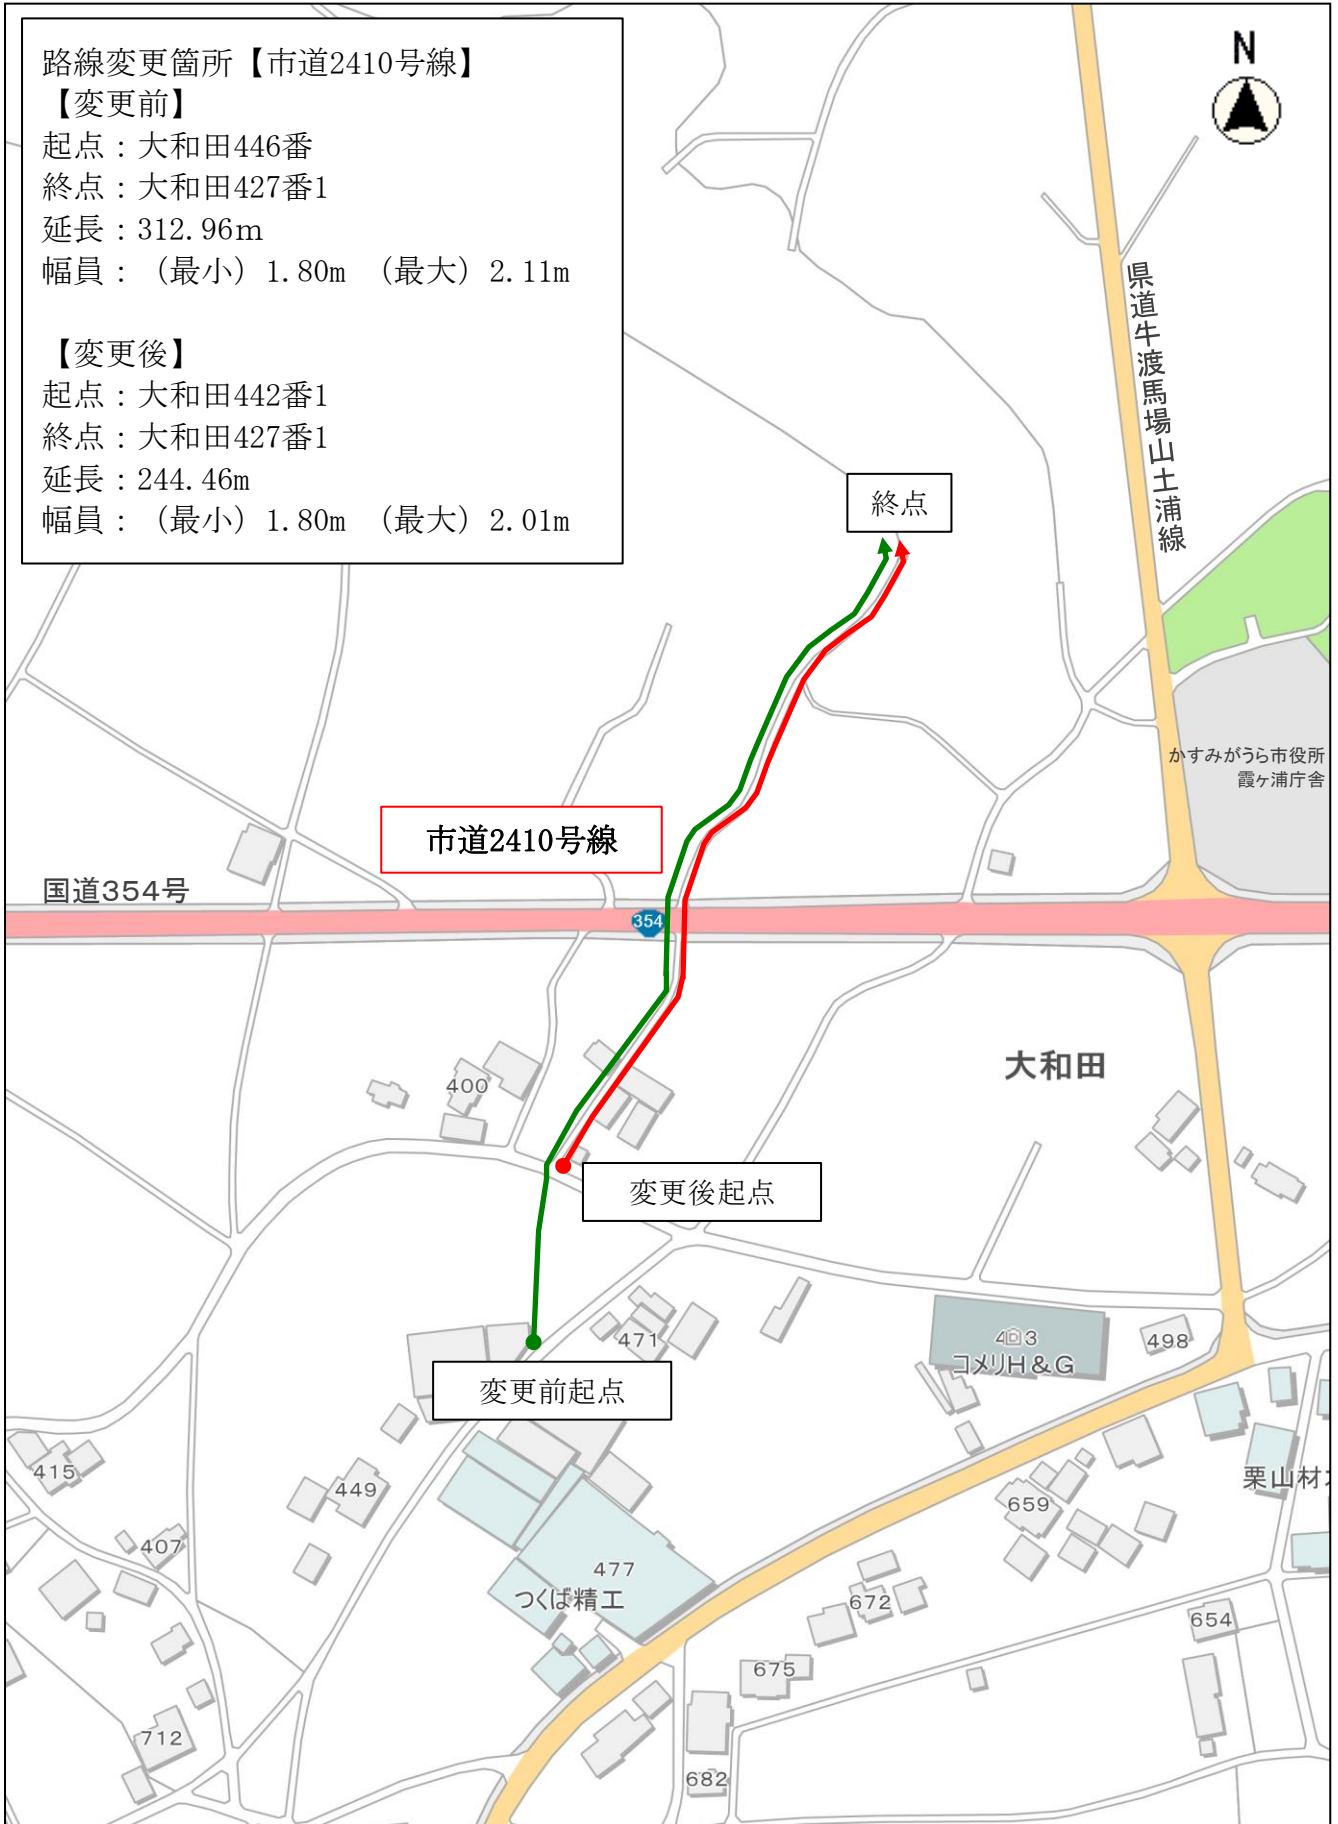 路線変更箇所【市道2410号線】
【変更前】
起点：大和田446番
終点：大和田427番1
延長：312.96ｍ
幅員：（最小）1.80m （最大）2.11m
【変更後】
起点：大和田442番1
終点：大和田427番1
延長：244.46m
幅員：（最小）1.80m （最大）2.01m
N
県道牛渡馬場山土浦線
終点
かすみがうら市役所
霞ヶ浦庁舎
市道2410号線
国道354号
354
大和田
400
変更後起点
471
変更前起点
コメリH＆G
498
415
449
407
477
つくば精工
659
栗山材
672
654
675
712
682